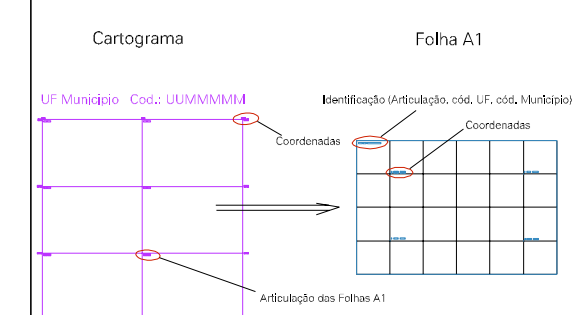 Cartograma
Folha A1
UF Município Cod.: UUMMMMM
Identificação (Articulação, cód. UF, cód. Município)
Coordenadas
Coordenadas
Articulação das Folhas A1